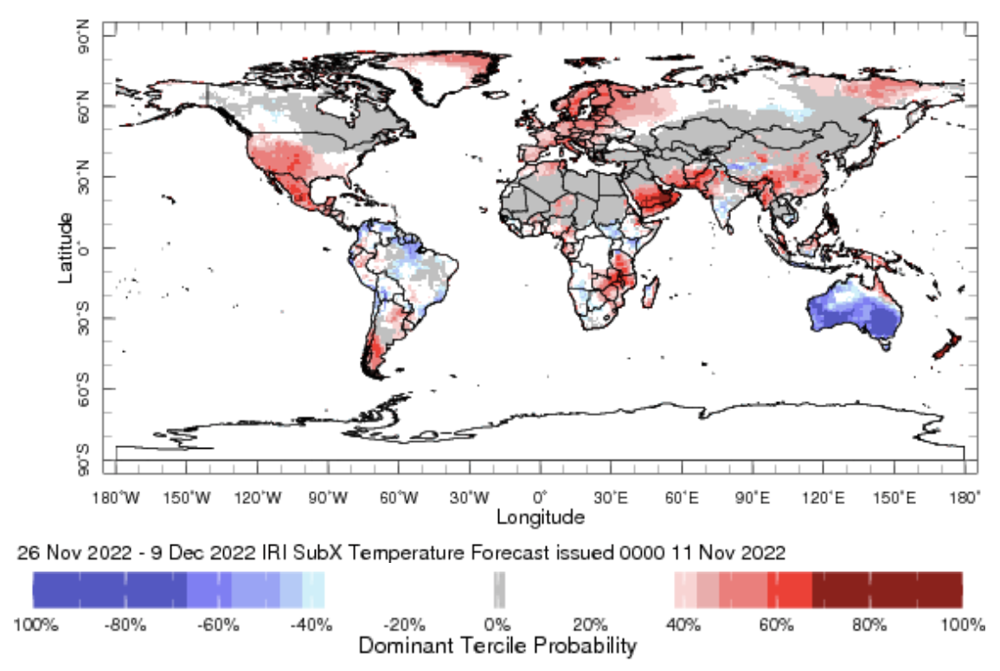 90°N
60°N
30°N
0°
30°S
60°S
90°S
Latitude
180°W 150°W 120°W 90°W 60°W 30°W 0° 30°E 60°E 90°E 120°E 150°E 180°
Longitude
26 Nov 2022 - 9 Dec 2022 IRI SubX Temperature Forecast issued 0000 11 Nov 2022
100% -80% -60% -40% -20% 0% 20% 40% 60% 80% 100%
Dominant Tercile Probability